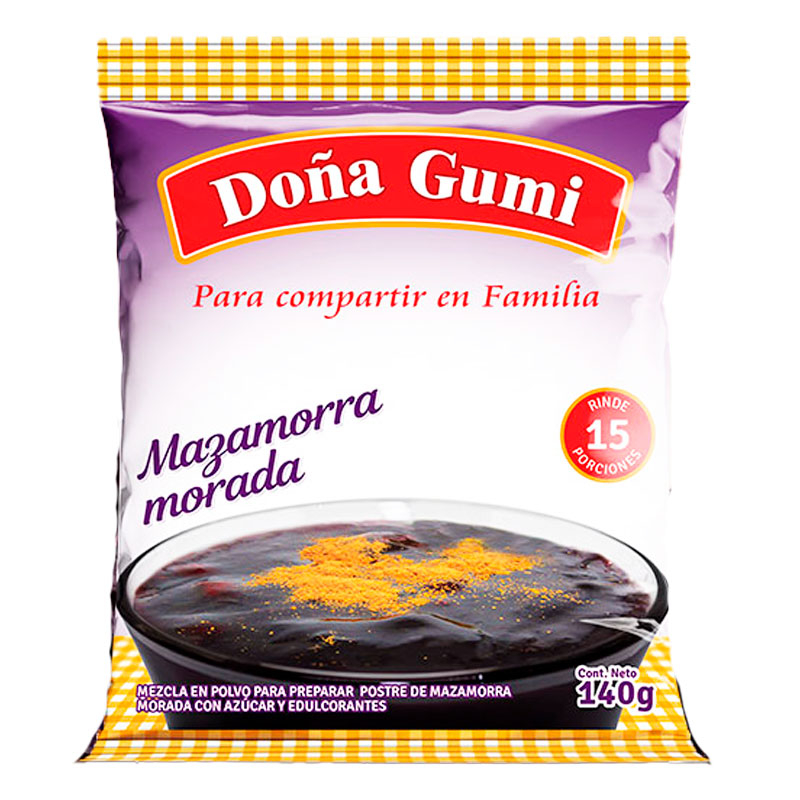 Doña Gumi
Para compartir en Familia
Mazamorra
morada
RINDE
15
PORCIONES
Cont. Neto
140g
MEZCLA EN POLVO PARA PREPARAR POSTRE DE MAZAMORRA
MORADA CON AZÚCAR Y EDULCORANTES